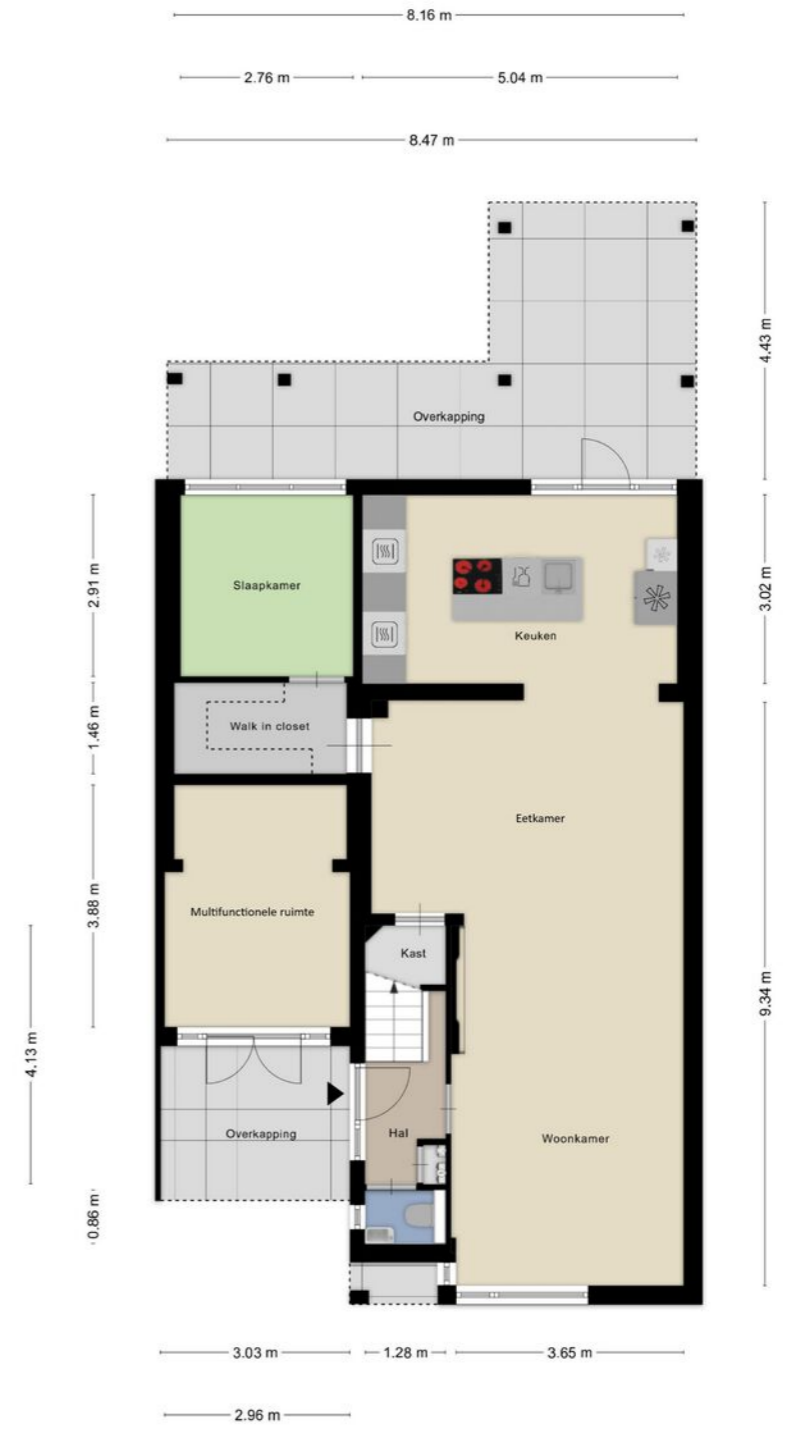 8.16 m
2.76 m
5.04 m
8.47 m
4.43 m
Overkapping
2.91 m
Slaapkamer
Keuken
3.02 m
1.46 m
Walk in closet
Eetkamer
3.88 m
Multifunctionele ruimte
Kast
9.34 m
4.13 m
Overkapping
Hal
Woonkamer
0.86 m
3.03 m
1.28 m
3.65 m
2.96 m